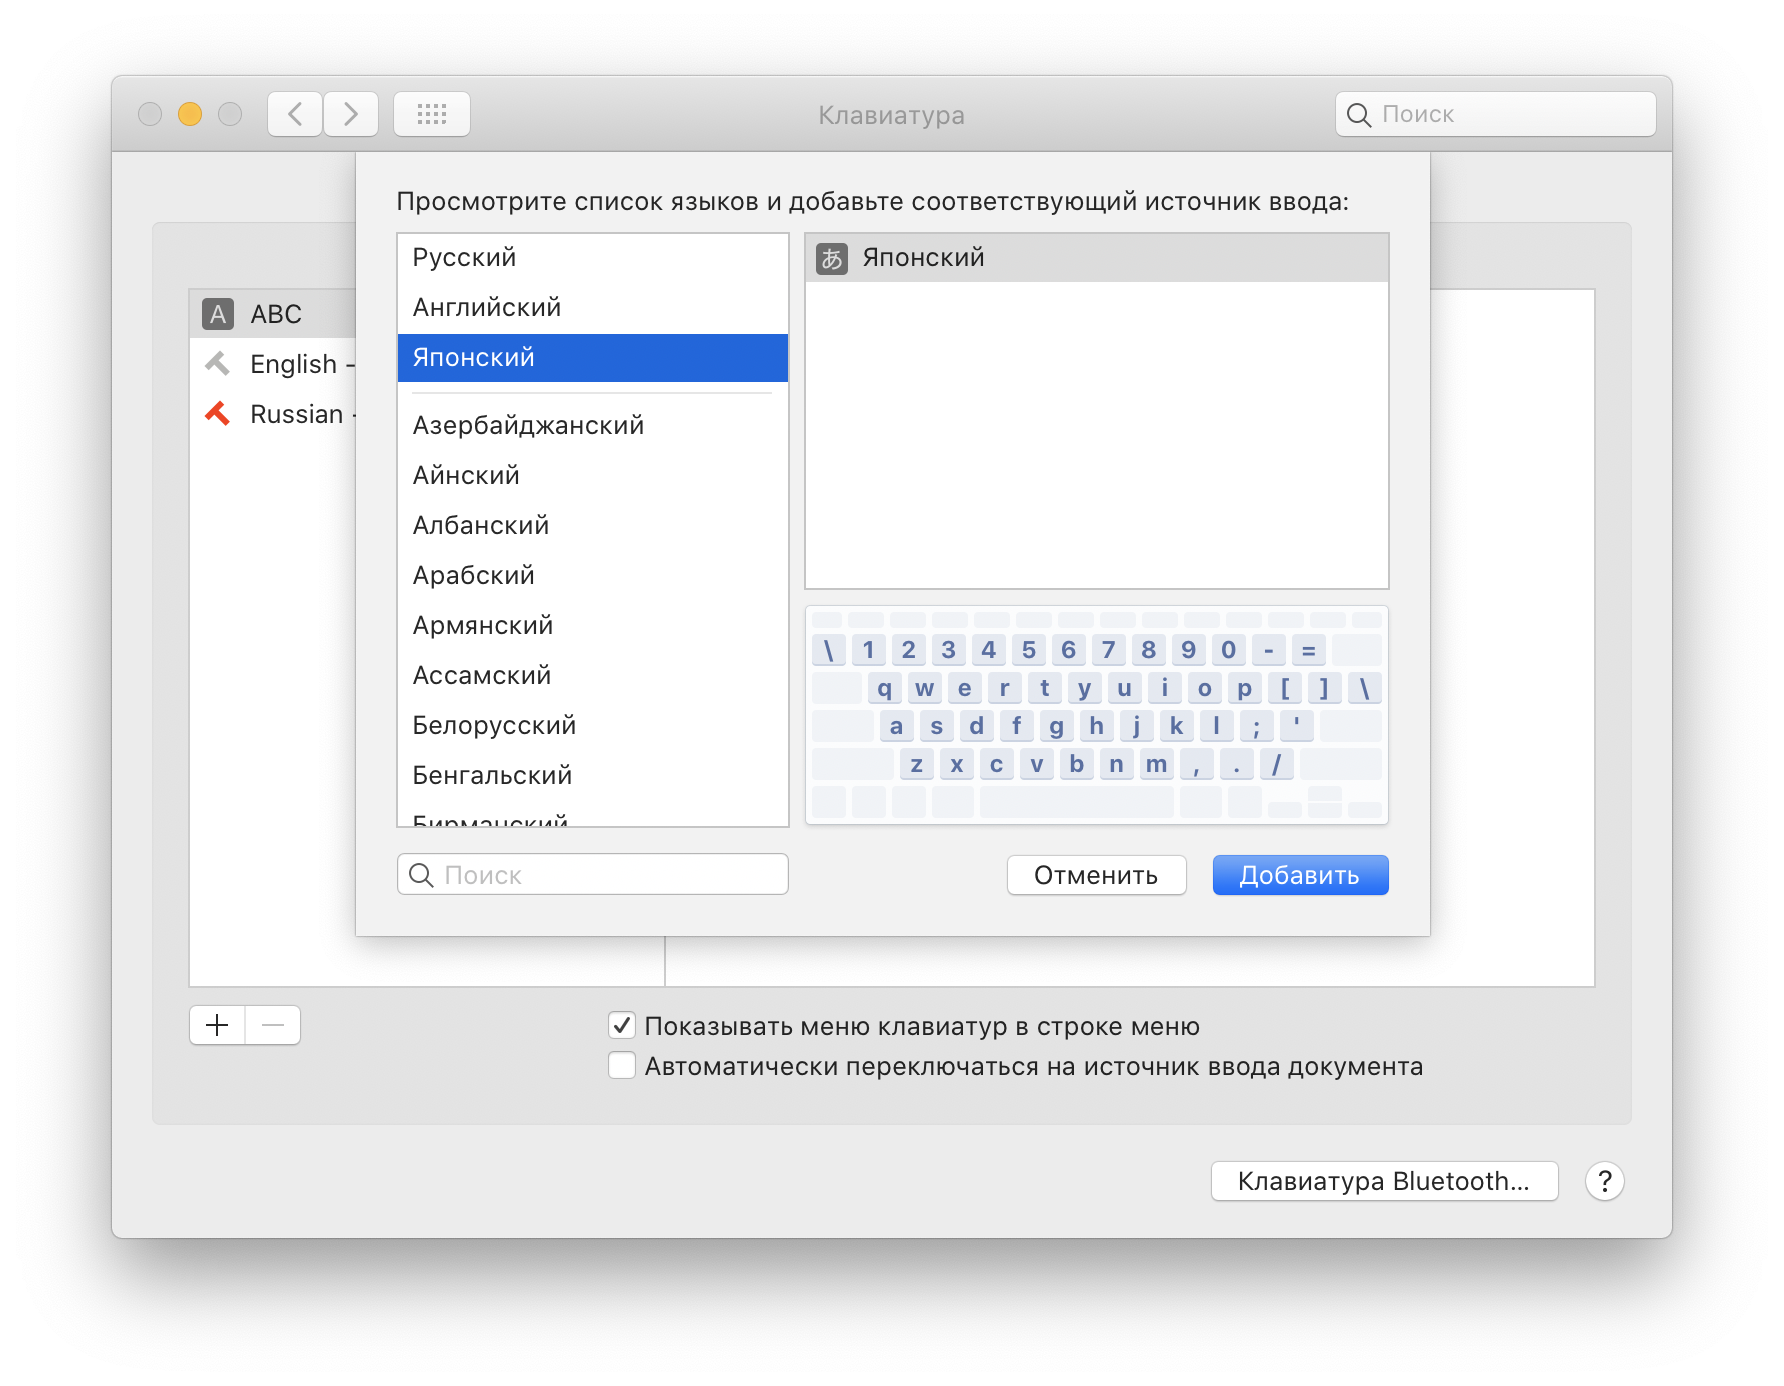 Клавиатура
Поиск
Просмотрите список языков и добавьте соответствующий источник ввода:
A ABC
English -
Russian -
Русский
Английский
Японский
Азербайджанский
Айнский
Албанский
Арабский
Армянский
Ассамский
Белорусский
Бенгальский
Бирманский
あ Японский
\ 1 2 3 4 5 6 7 8 9 0 - =
q w e r t y u i o p [ ] \
a s d f g h j k l ; '
z x c v b n m , . /
Поиск
Отменить
Добавить
Показывать меню клавиатур в строке меню
Автоматически переключаться на источник ввода документа
Клавиатура Bluetooth...
?